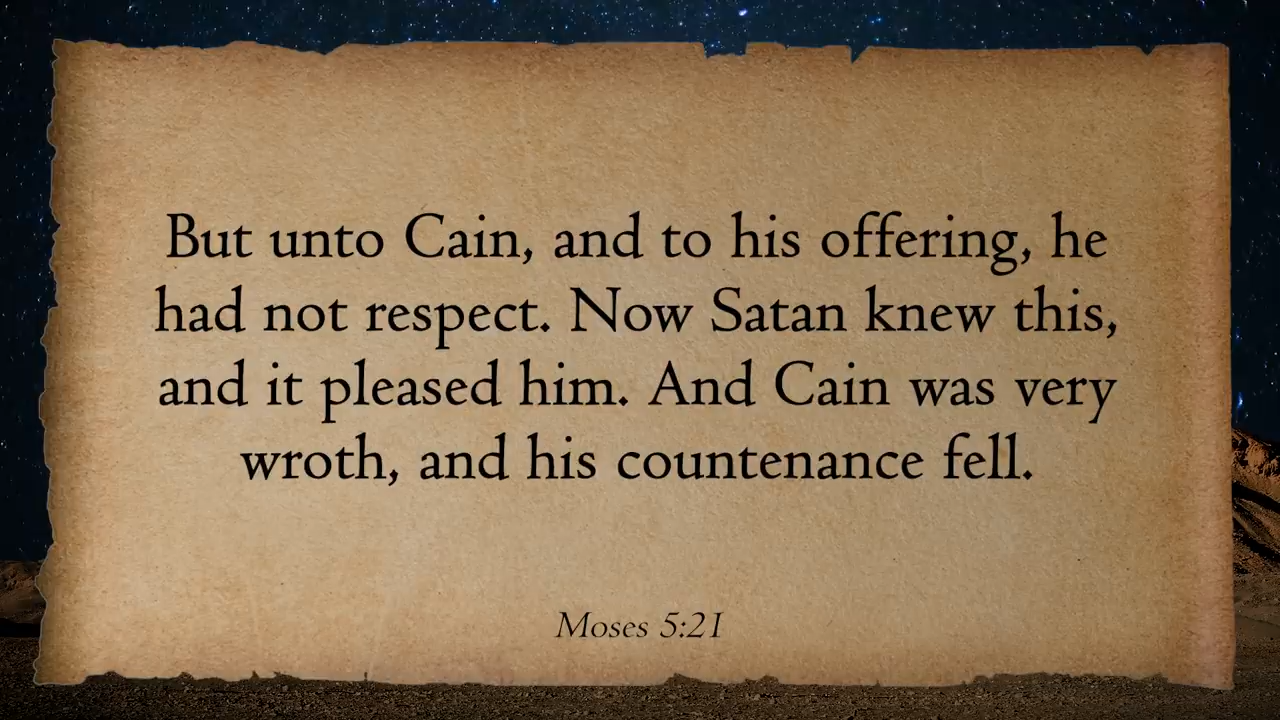 But unto Cain, and to his offering, he
had not respect. Now Satan knew this,
and it pleased him. And Cain was very
wroth, and his countenance fell.
Moses 5:21